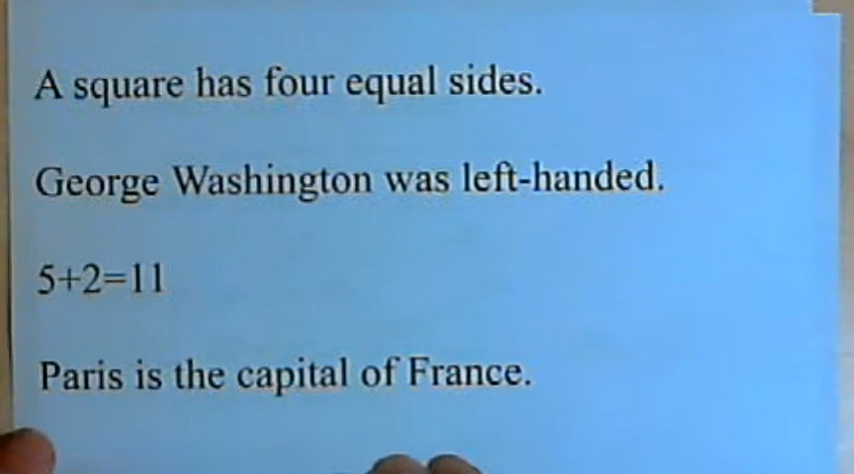 A square has four equal sides.
George Washington was left-handed.
5+2=11
Paris is the capital of France.